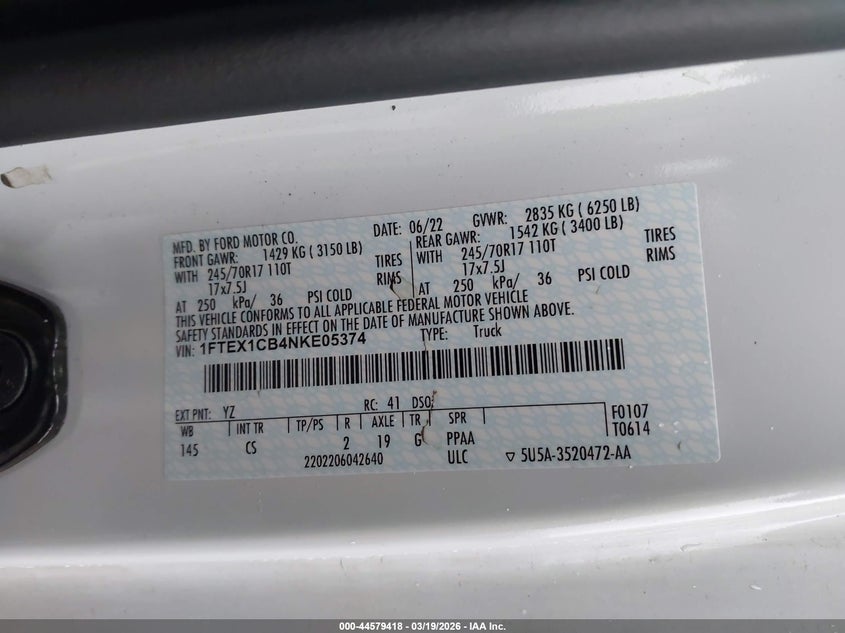 MFD. BY FORD MOTOR CO. DATE: 06/22 GVWR: 2835 KG ( 6250 LB)
FRONT GAWR: 1429 KG ( 3150 LB) REAR GAWR: 1542 KG ( 3400 LB)
WITH 245/70R17 110T TIRES WITH 245/70R17 110T TIRES
17x7.5J RIMS 17x7.5J RIMS
AT 250 kPa/ 36 PSI COLD AT 250 kPa/ 36 PSI COLD
THIS VEHICLE CONFORMS TO ALL APPLICABLE FEDERAL MOTOR VEHICLE
SAFETY STANDARDS IN EFFECT ON THE DATE OF MANUFACTURE SHOWN ABOVE.
VIN: 1FTEX1CB4NKE05374 TYPE: Truck
EXT PNT: YZ RC: 41 DSO: F0107
WB INT TR TP/PS R AXLE TR SPR T0614
145 CS 2 19 G PPAA
2202206042640 ULC ▽ 5U5A-3520472-AA
000-44579418 - 03/19/2026 - IAA Inc.